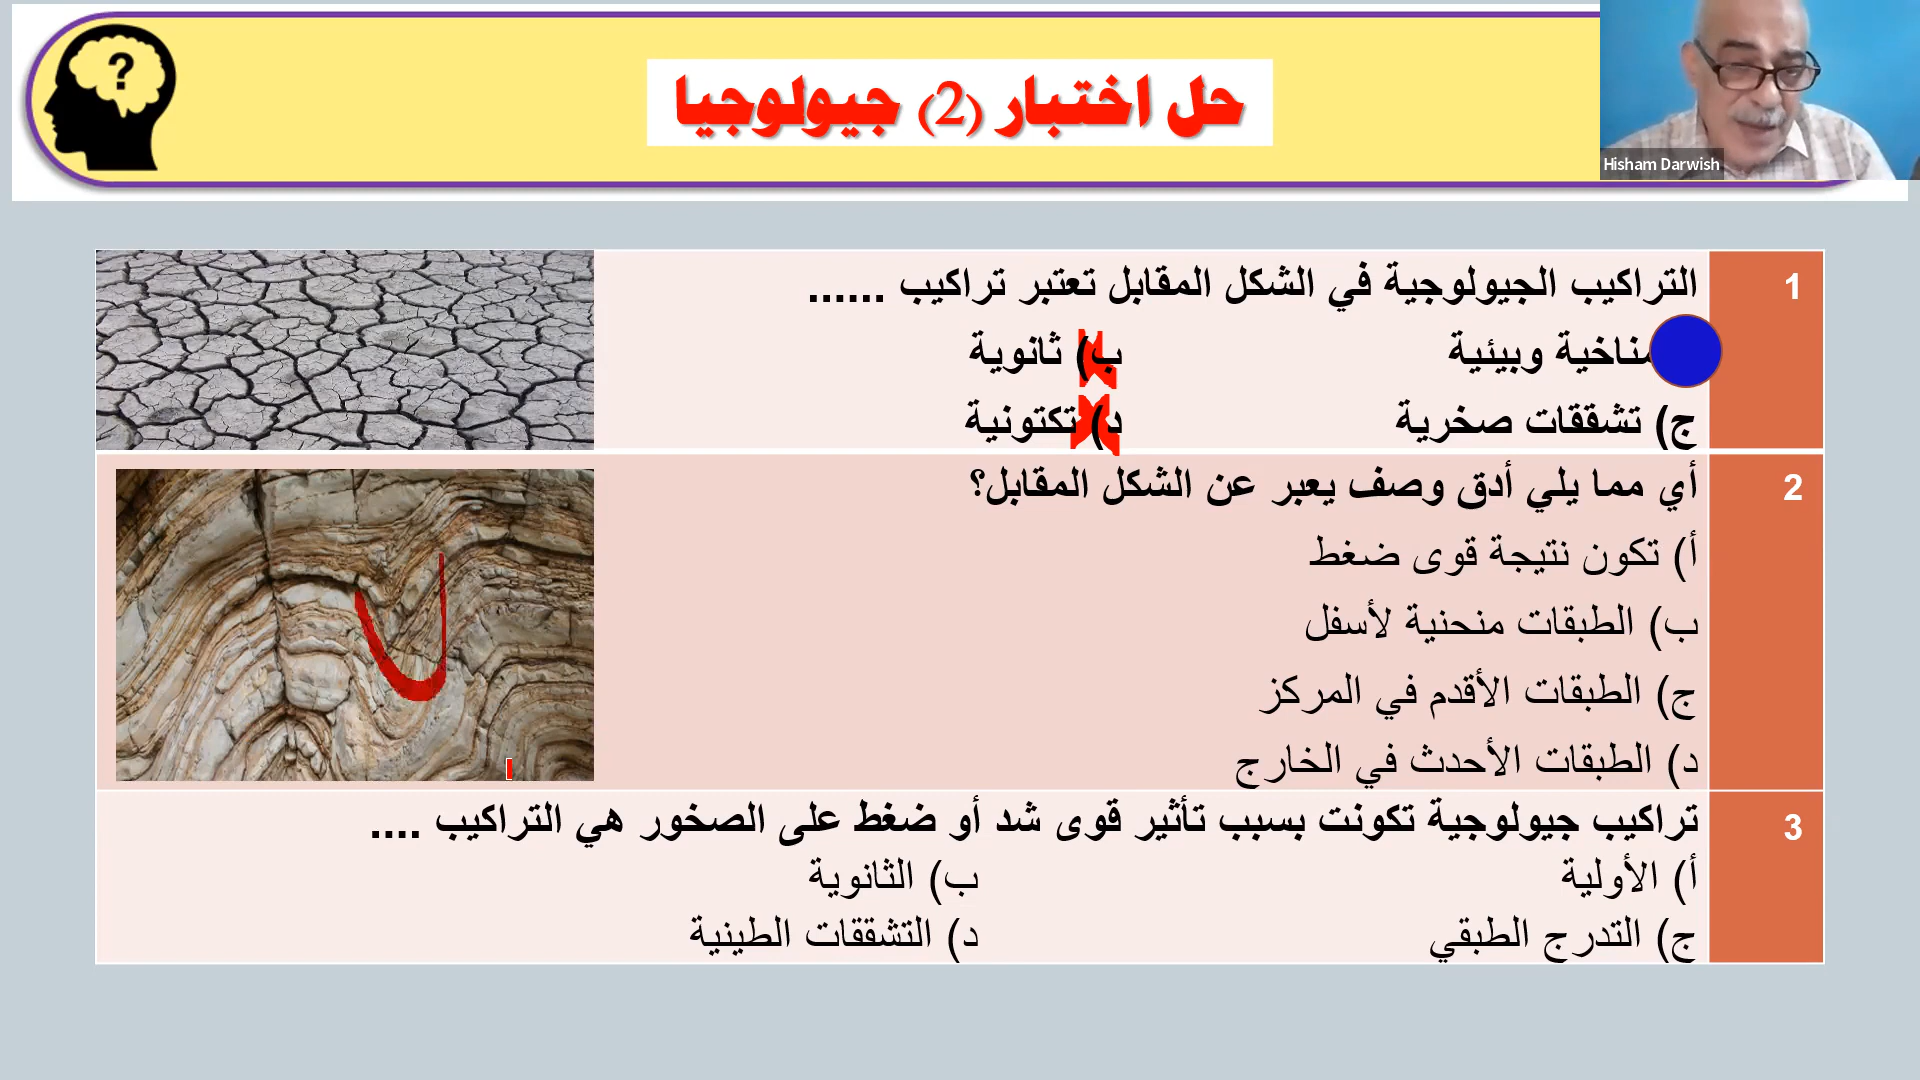 حل اختبار (2) جيولوجيا
Hisham Darwish
1
التراكيب الجيولوجية في الشكل المقابل تعتبر تراكيب ......
مناخية وبيئية
ب) ثانوية
ج) تشققات صخرية
د) تكتونية
2
أي مما يلي أدق وصف يعبر عن الشكل المقابل؟
أ) تكون نتيجة قوى ضغط
ب) الطبقات منحنية لأسفل
ج) الطبقات الأقدم في المركز
د) الطبقات الأحدث في الخارج
3
تراكيب جيولوجية تكونت بسبب تأثير قوى شد أو ضغط على الصخور هي التراكيب ....
أ) الأولية
ب) الثانوية
ج) التدرج الطبقي
د) التشققات الطينية